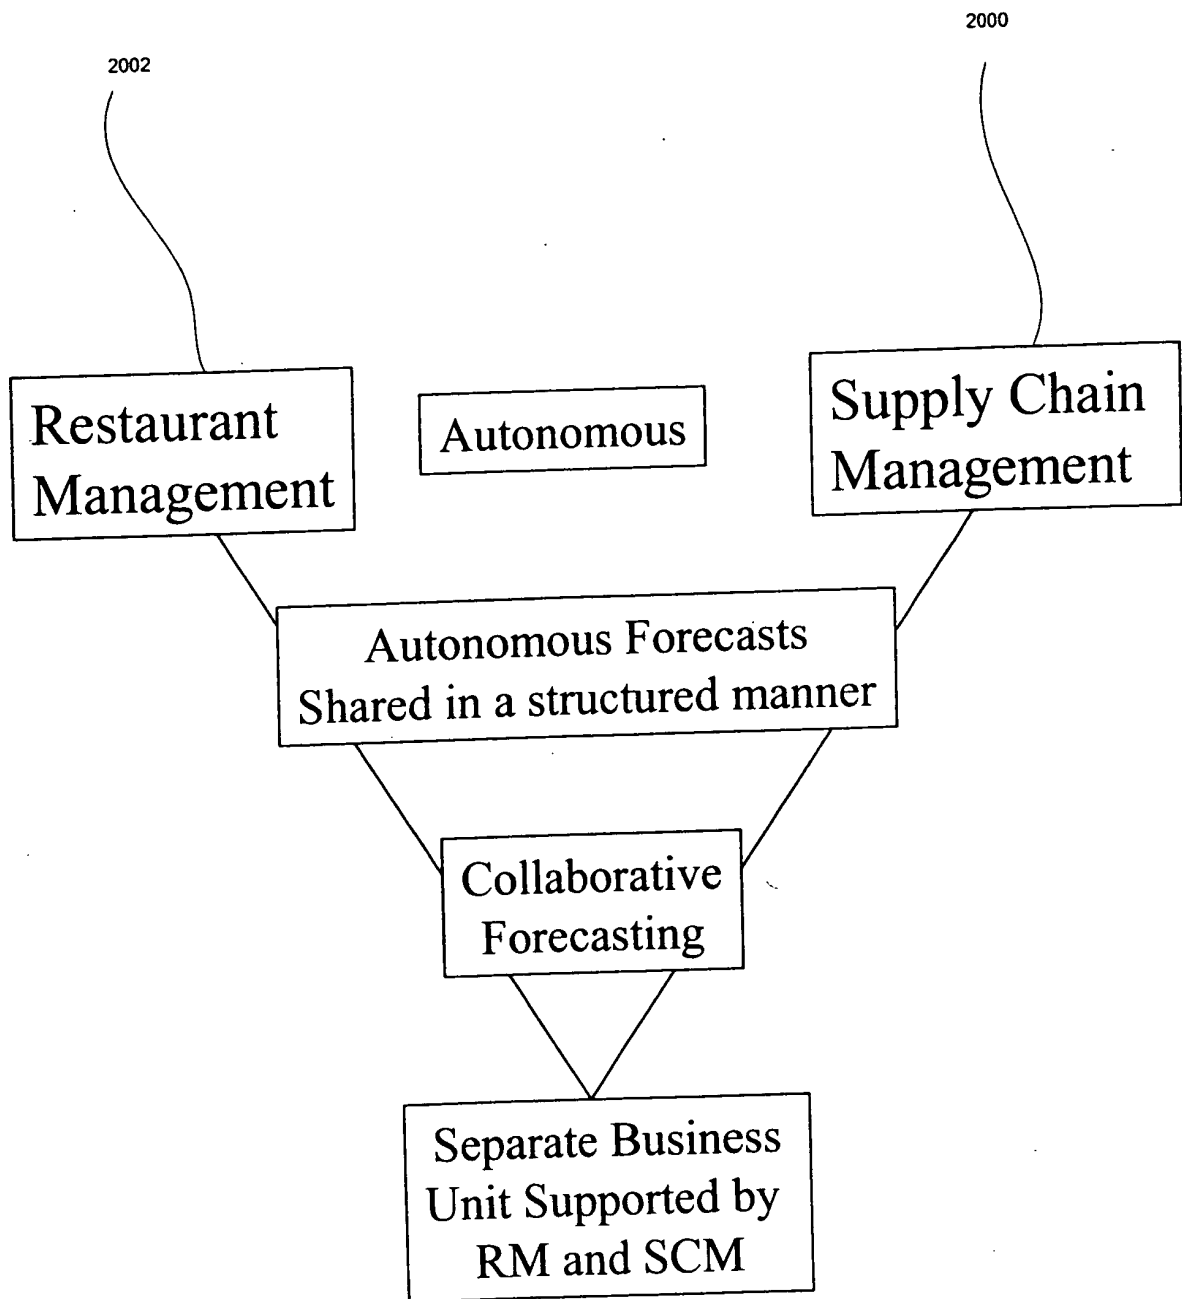 2000
2002
Restaurant
Management
Autonomous
Supply Chain
Management
Autonomous Forecasts
Shared in a structured manner
Collaborative
Forecasting
Separate Business
Unit Supported by
RM and SCM